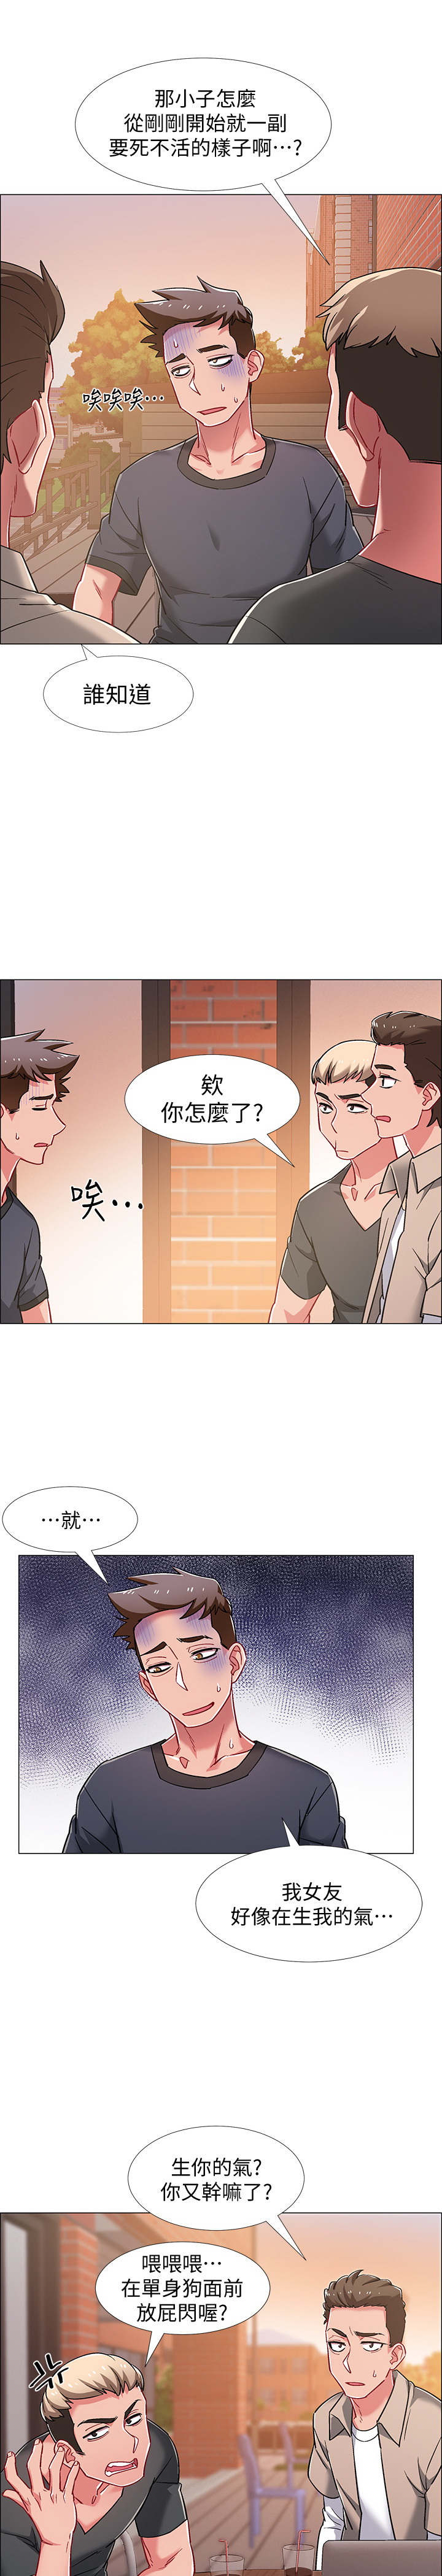 那小子怎麼
從剛剛開始就一副
要死不活的樣子啊…?
唉唉唉…
誰知道
欸
你怎麼了?
唉…
…就…
我女友
好像在生我的氣…
生你的氣?
你又幹嘛了?
喂喂喂…
在單身狗面前
放屁閃喔?